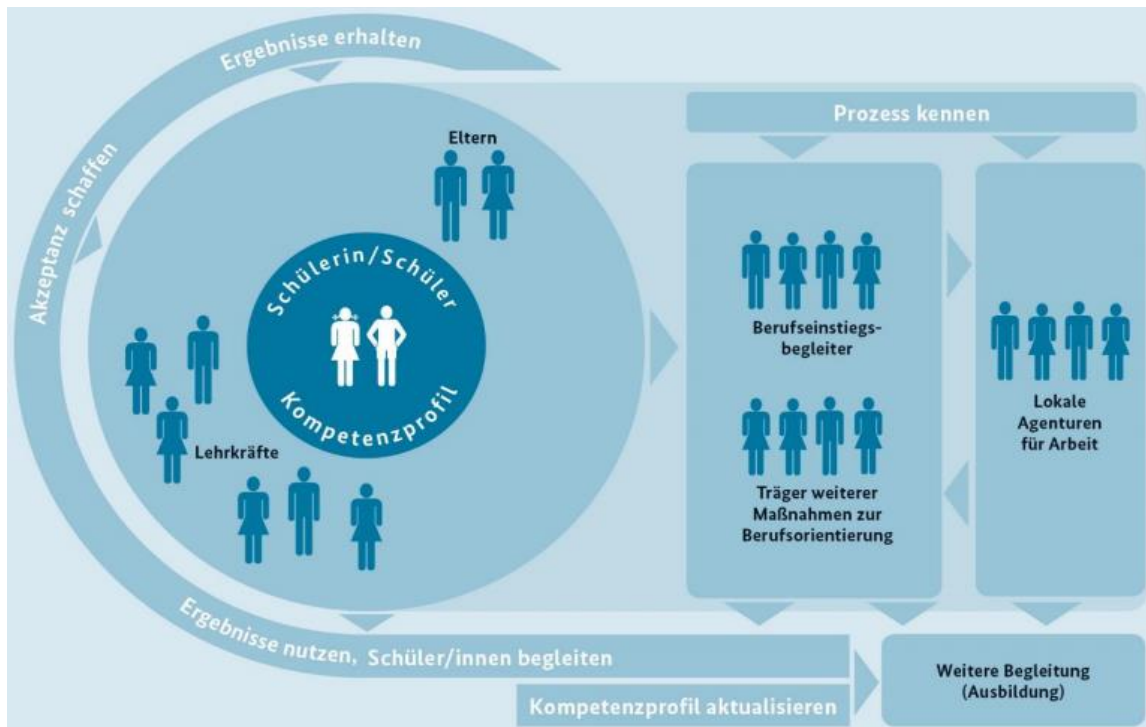 Ergebnisse erhalten
Akzeptanz schaffen
Eltern
Schülerin/Schüler
Kompetenzprofil
Lehrkräfte
Prozess kennen
Berufseinstiegs-
begleiter
Träger weiterer
Maßnahmen zur
Berufsorientierung
Lokale
Agenturen
für Arbeit
Ergebnisse nutzen, Schüler/innen begleiten
Kompetenzprofil aktualisieren
Weitere Begleitung
(Ausbildung)